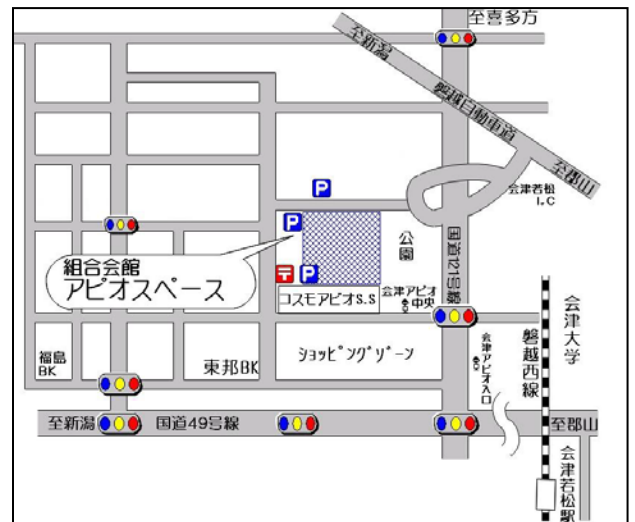 至喜多方
至新潟
磐越自動車道
至郡山
会津若松
I.C
P
P
公園
国道121号線
組合会館
アピオスペース
〒
P
コスモアピオS.S
会津アピオ
中央
会津大学
磐越西線
会津アピオ入口
福島
BK
東邦BK
ｼｮｯﾋﾟﾝｸﾞｿﾞｰﾝ
至新潟
国道49号線
至郡山
会津若松駅